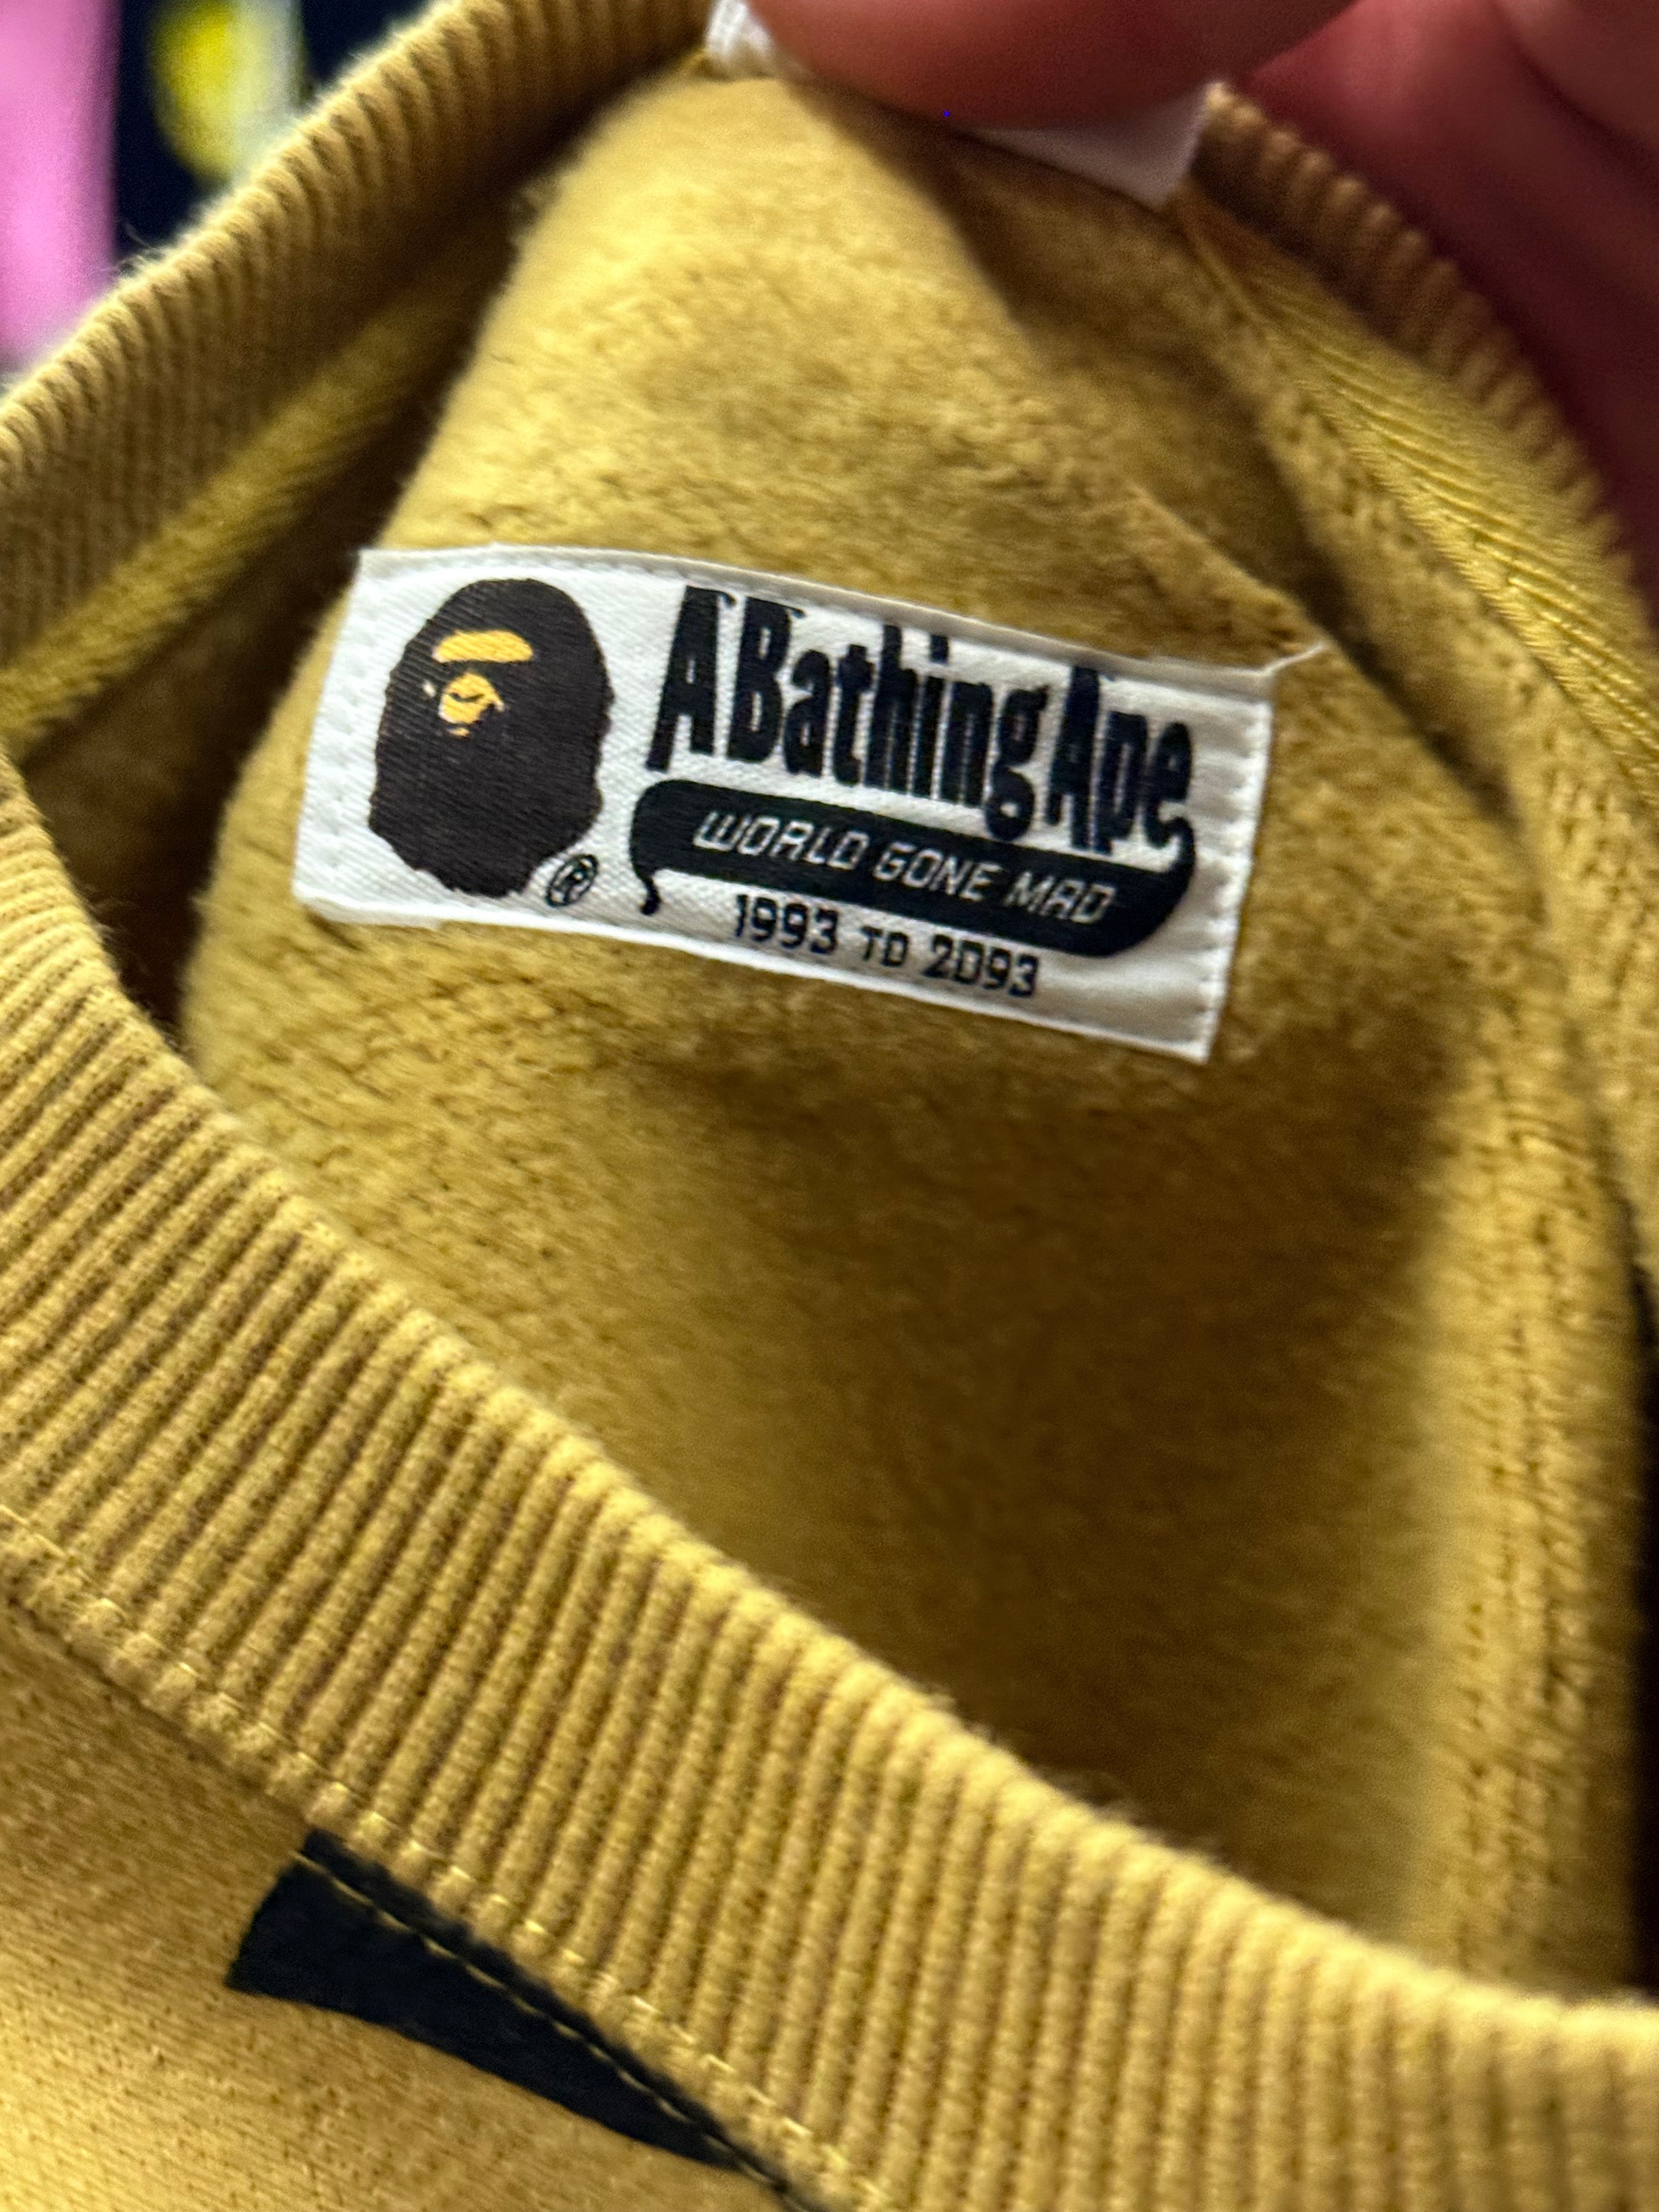 A Bathing Ape
WORLD GONE MAD
1993 TO 2093
®